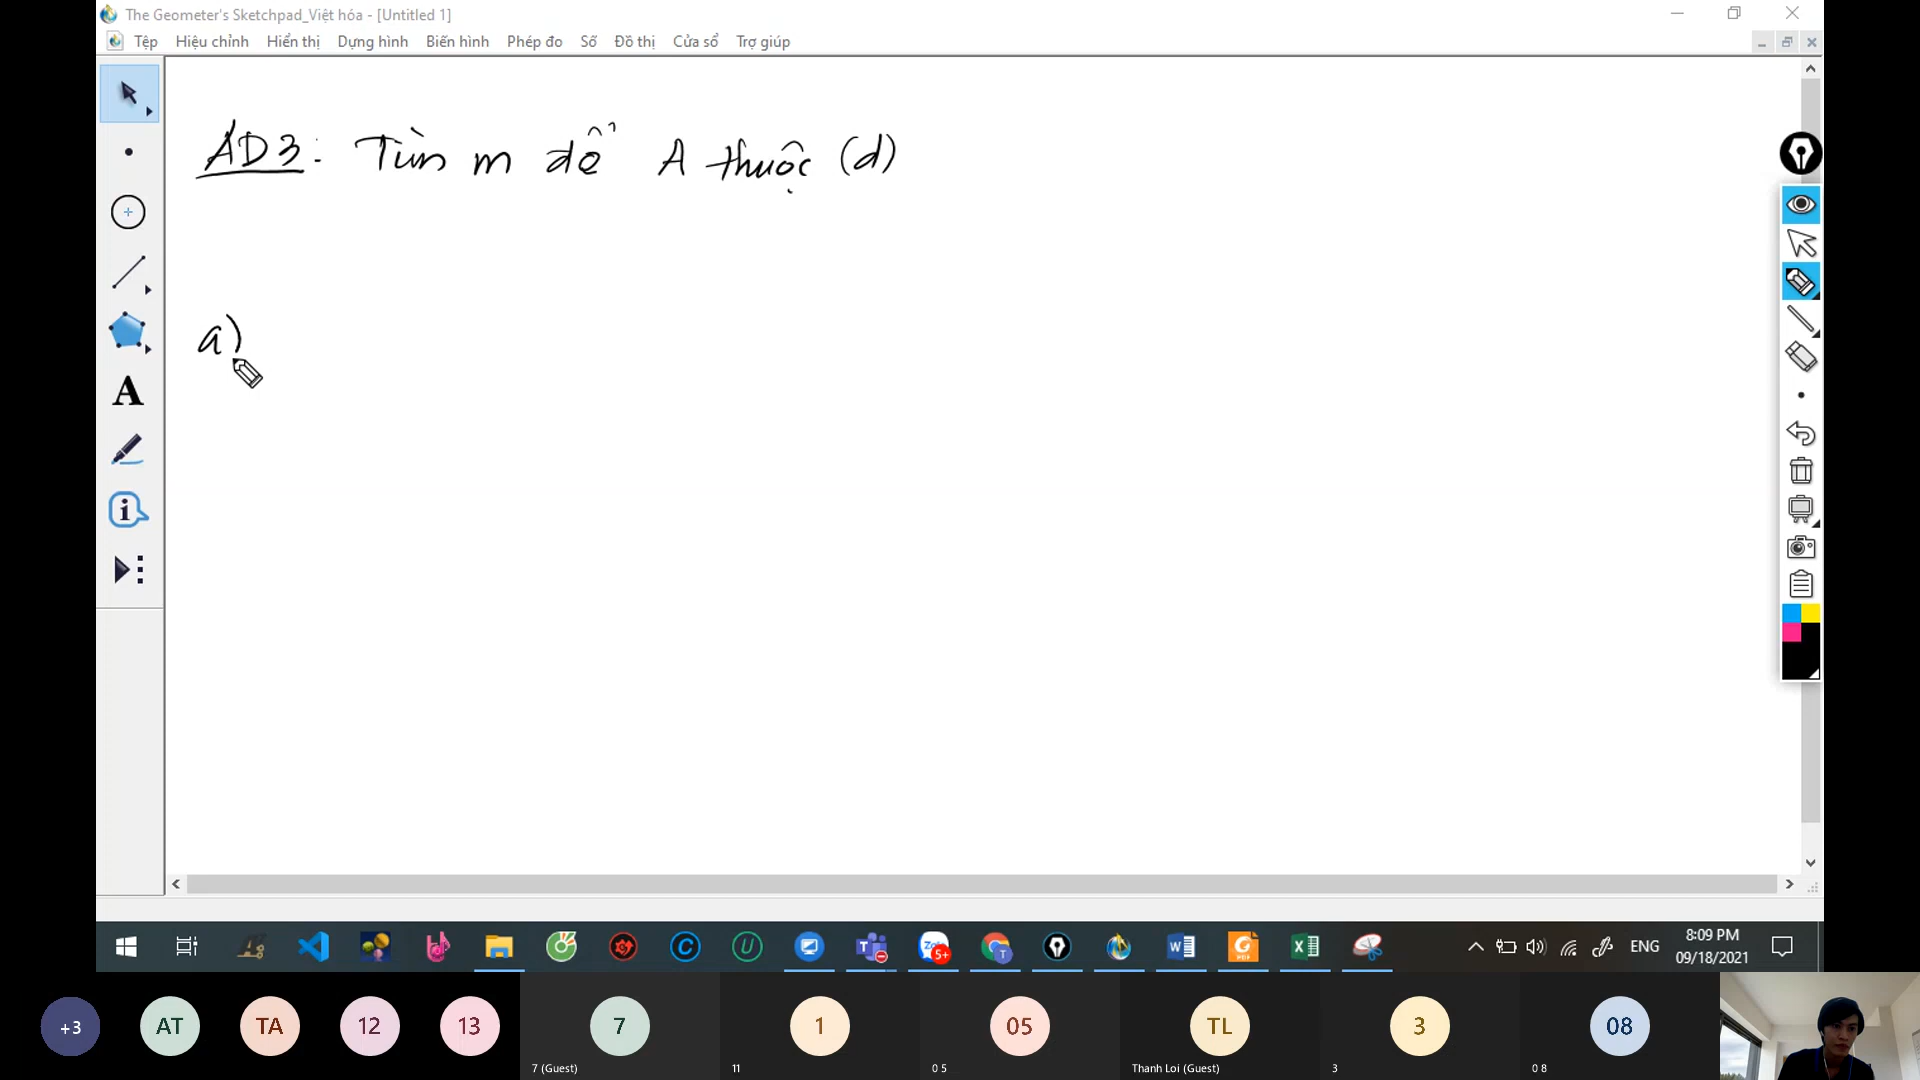 The Geometer's Sketchpad_Việt hóa - [Untitled 1]
Tệp Hiệu chỉnh Hiển thị Dựng hình Biến hình Phép đo Số Đồ thị Cửa sổ Trợ giúp
AD3: Tìm m để A thuộc (d)
a)
A
ENG
8:09 PM
09/18/2021
+3 AT TA 12 13 7 1 05 TL 3 08
7 (Guest) 11 0 5 Thanh Loi (Guest) 3 0 8